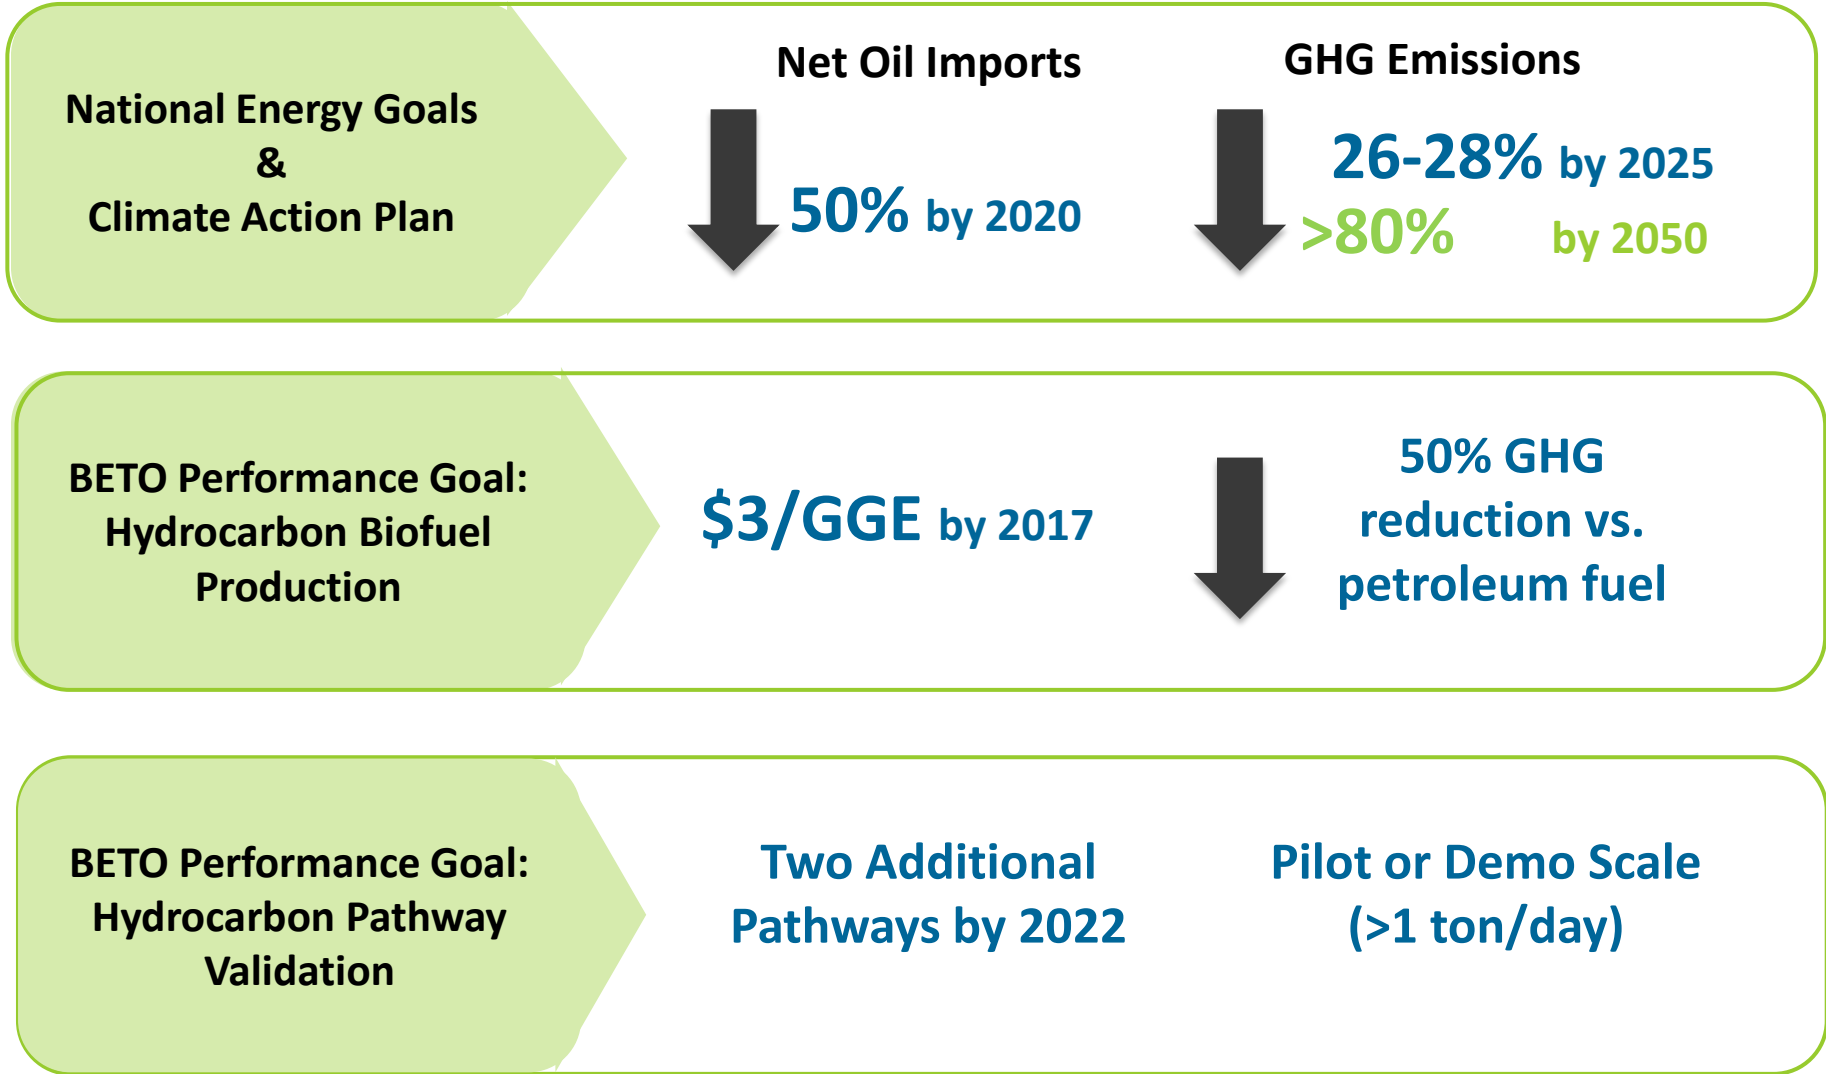 National Energy Goals
&
Climate Action Plan
Net Oil Imports
50% by 2020
GHG Emissions
26-28% by 2025
>80% by 2050
BETO Performance Goal:
Hydrocarbon Biofuel
Production
$3/GGE by 2017
50% GHG
reduction vs.
petroleum fuel
BETO Performance Goal:
Hydrocarbon Pathway
Validation
Two Additional
Pathways by 2022
Pilot or Demo Scale
(>1 ton/day)